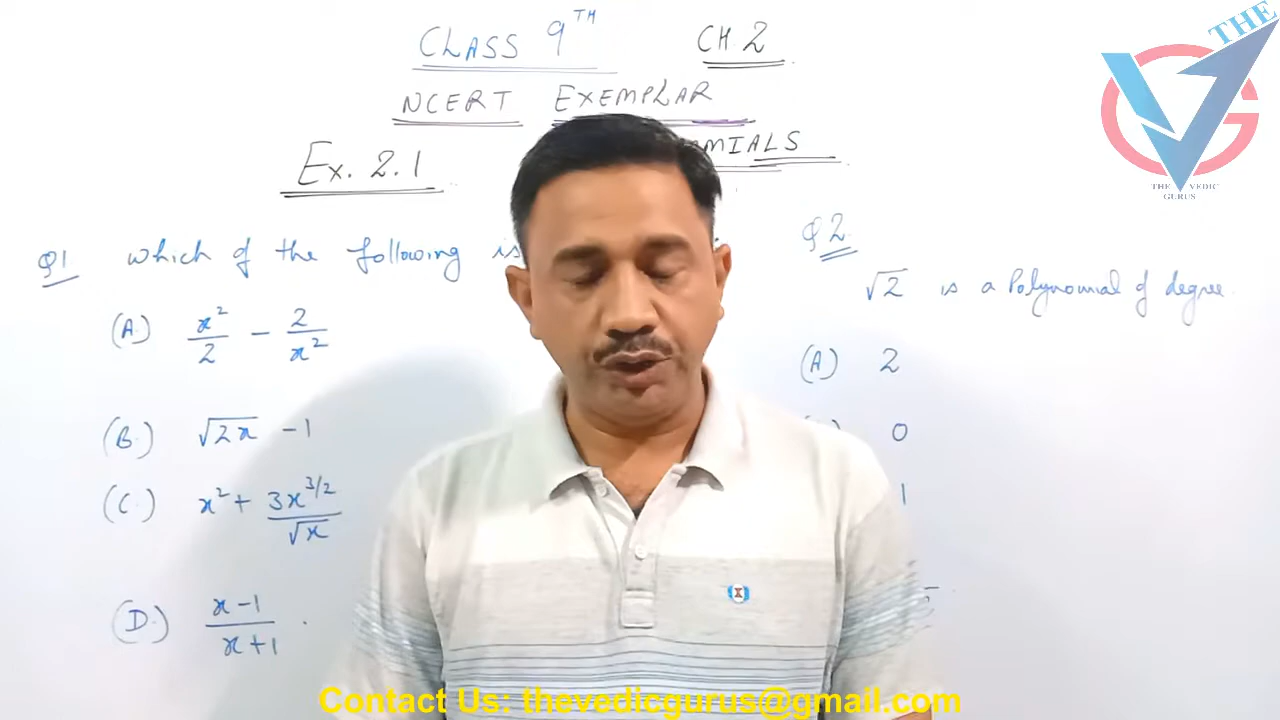 CLASS 9TH CH. 2
NCERT EXEMPLAR
Ex. 2.1
Q1 which of the following is
(A.) x²/2 - 2/x²
(B.) √2x - 1
(C.) x² + 3x^3/2/√x
(D.) x-1/x+1 .
Q2.
√2 is a Polynomial of degree.
(A) 2
0
1
THE
THE VEDIC
GURUS
Contact Us: thevedicgurus@gmail.com